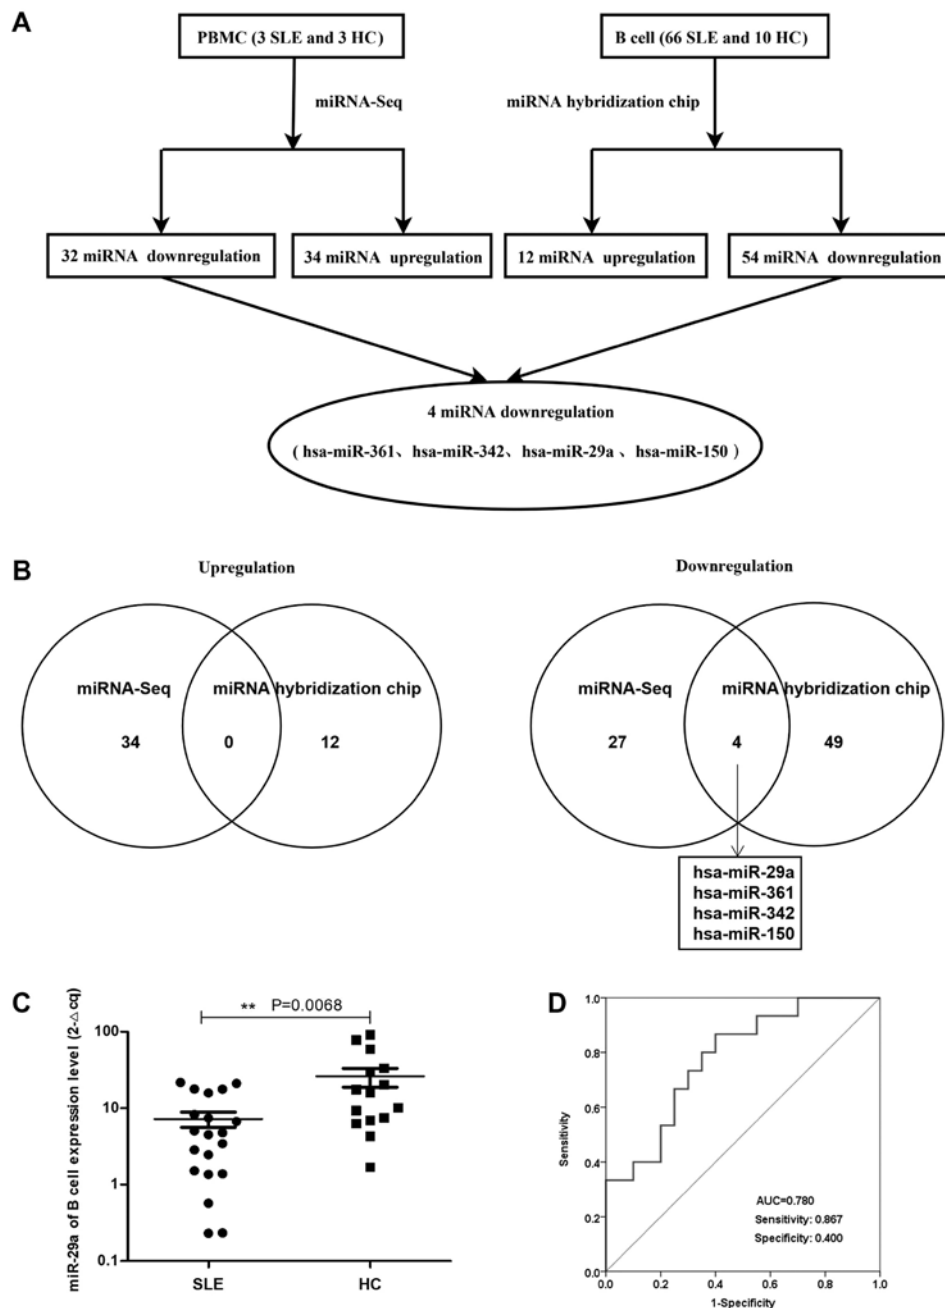 A
PBMC (3 SLE and 3 HC)
B cell (66 SLE and 10 HC)
miRNA-Seq
miRNA hybridization chip
32 miRNA downregulation
34 miRNA upregulation
12 miRNA upregulation
54 miRNA downregulation
4 miRNA downregulation
( hsa-miR-361、hsa-miR-342、hsa-miR-29a 、hsa-miR-150 )
B
Upregulation
miRNA-Seq
miRNA hybridization chip
34
0
12
Downregulation
miRNA-Seq
miRNA hybridization chip
27
4
49
hsa-miR-29a
hsa-miR-361
hsa-miR-342
hsa-miR-150
C
miR-29a of B cell expression level (2-△cq)
** P=0.0068
100
10
1
0.1
SLE
HC
D
Sensitivity
1.0
0.8
0.6
0.4
0.2
0.0
AUC=0.780
Sensitivity: 0.867
Specificity: 0.400
0.0 0.2 0.4 0.6 0.8 1.0
1-Specificity